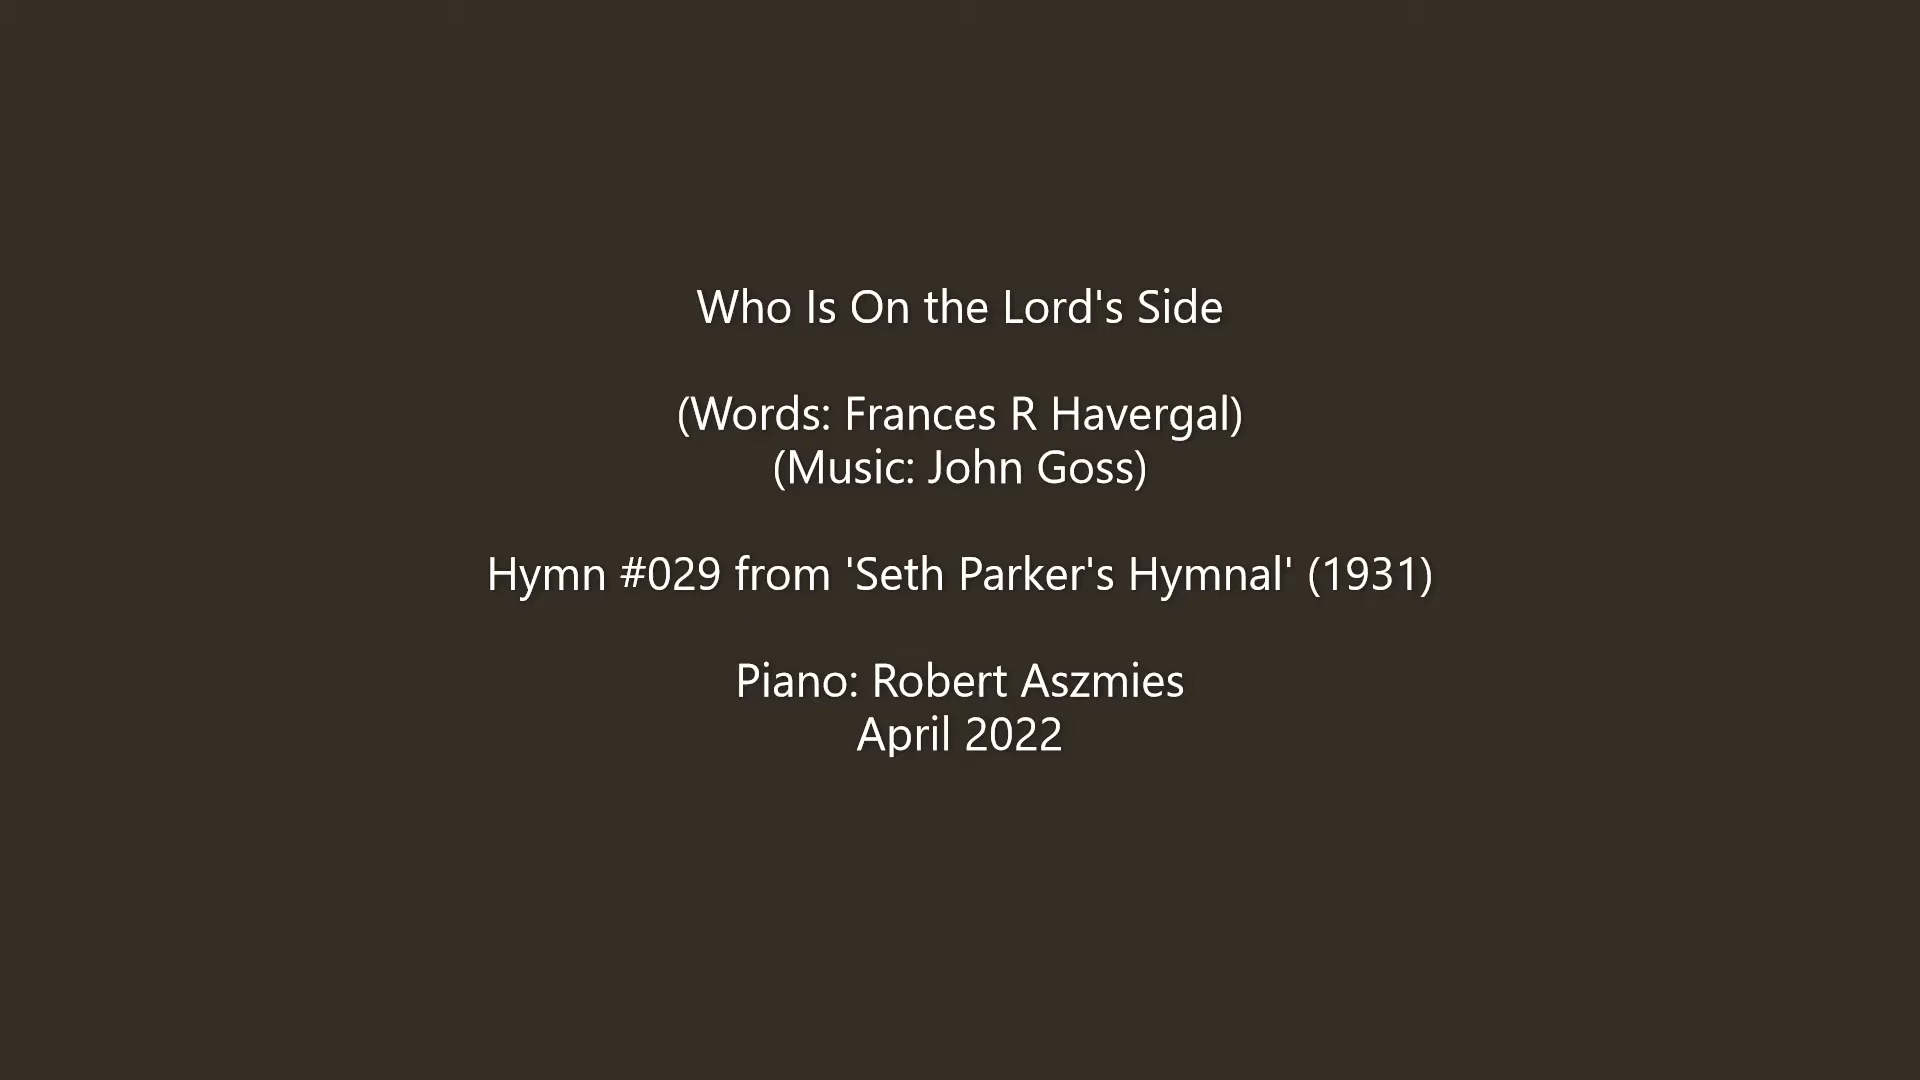 Who Is On the Lord's Side
(Words: Frances R Havergal)
(Music: John Goss)
Hymn #029 from 'Seth Parker's Hymnal' (1931)
Piano: Robert Aszmies
April 2022